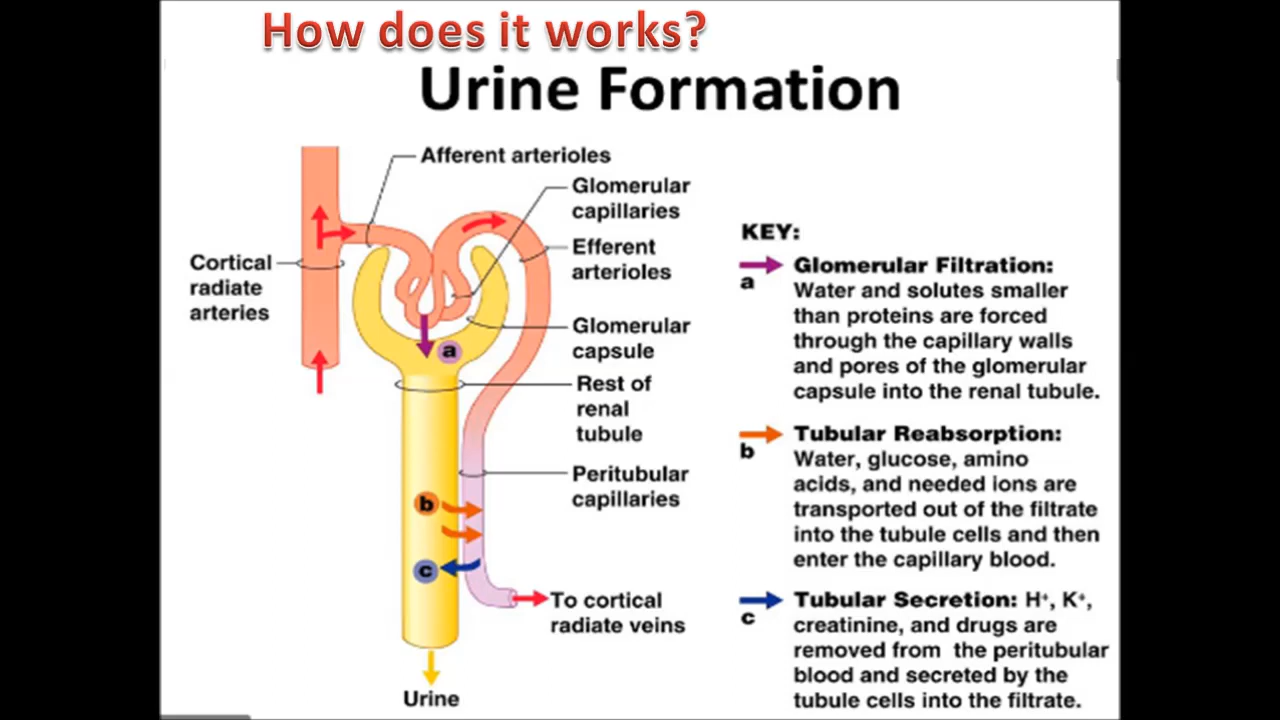 How does it works?
Urine Formation
Afferent arterioles
Glomerular
capillaries
Efferent
arterioles
Cortical
radiate
arteries
Glomerular
capsule
a
Rest of
renal
tubule
Peritubular
capillaries
b
c
To cortical
radiate veins
Urine
KEY:
a
Glomerular Filtration:
Water and solutes smaller
than proteins are forced
through the capillary walls
and pores of the glomerular
capsule into the renal tubule.
b
Tubular Reabsorption:
Water, glucose, amino
acids, and needed ions are
transported out of the filtrate
into the tubule cells and then
enter the capillary blood.
c
Tubular Secretion: H⁺, K⁺,
creatinine, and drugs are
removed from the peritubular
blood and secreted by the
tubule cells into the filtrate.